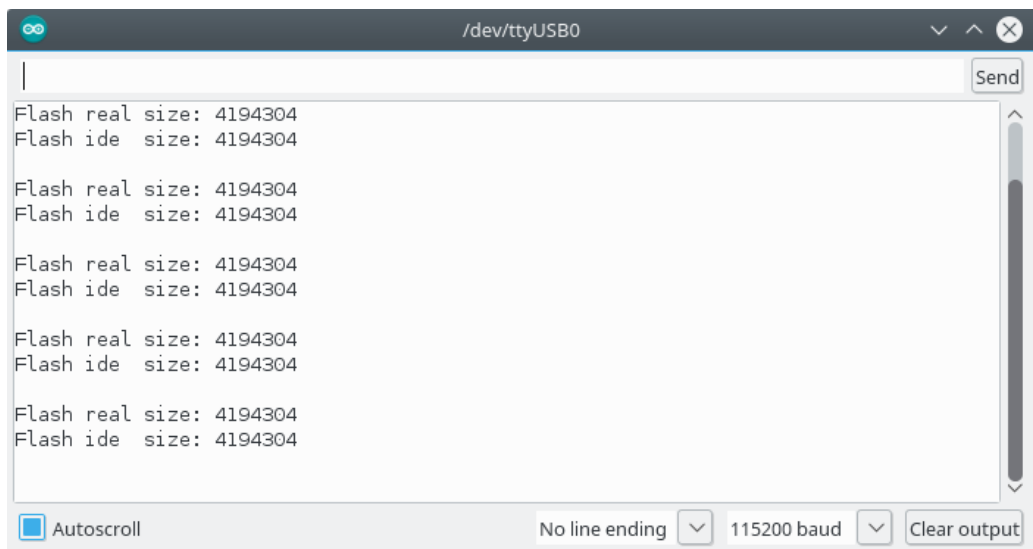 /dev/ttyUSB0
Send
Flash real size: 4194304
Flash ide  size: 4194304
Flash real size: 4194304
Flash ide  size: 4194304
Flash real size: 4194304
Flash ide  size: 4194304
Flash real size: 4194304
Flash ide  size: 4194304
Flash real size: 4194304
Flash ide  size: 4194304
Autoscroll No line ending 115200 baud Clear output